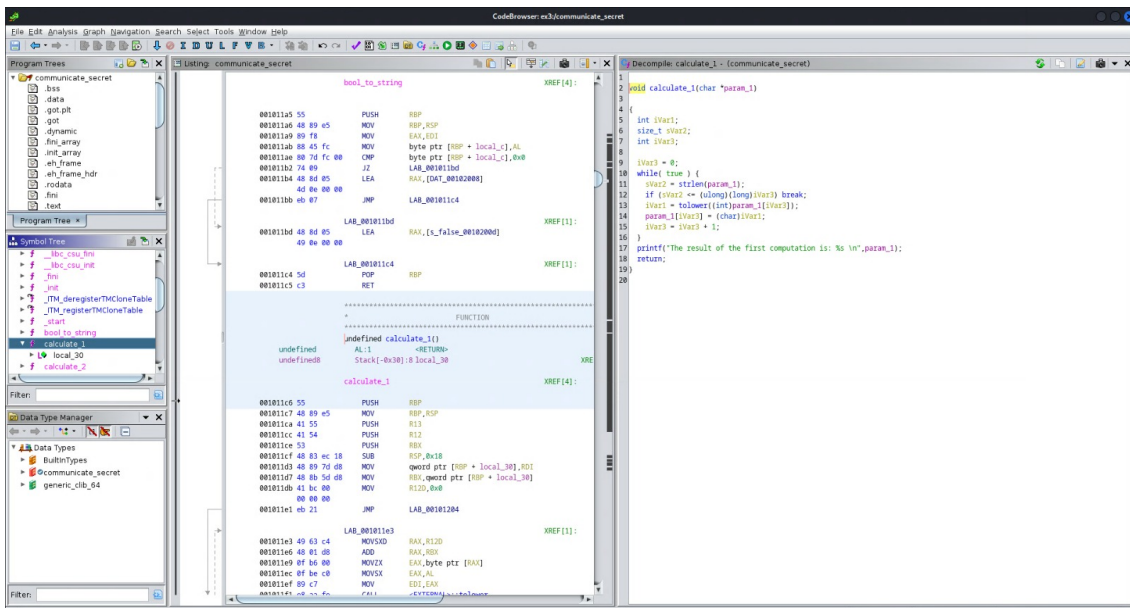 CodeBrowser: ex3:/communicate_secret
File Edit Analysis Graph Navigation Search Select Tools Window Help
I D U L F V B
Program Trees
communicate_secret
.bss
.data
.got.plt
.got
.dynamic
.fini_array
.init_array
.eh_frame
.eh_frame_hdr
.rodata
.fini
.text
Program Tree ×
Symbol Tree
__libc_csu_fini
__libc_csu_init
_fini
_init
_ITM_deregisterTMCloneTable
_ITM_registerTMCloneTable
_start
bool_to_string
calculate_1
local_30
calculate_2
Filter:
Data Type Manager
Data Types
BuiltInTypes
communicate_secret
generic_clib_64
Filter:
Listing: communicate_secret
bool_to_string XREF[4]:
001011a5 55 PUSH RBP
001011a6 48 89 e5 MOV RBP,RSP
001011a9 89 f8 MOV EAX,EDI
001011ab 88 45 fc MOV byte ptr [RBP + local_c],AL
001011ae 80 7d fc 00 CMP byte ptr [RBP + local_c],0x0
001011b2 74 09 JZ LAB_001011bd
001011b4 48 8d 05 LEA RAX,[DAT_00102008]
4d 0e 00 00
001011bb eb 07 JMP LAB_001011c4
LAB_001011bd XREF[1]:
001011bd 48 8d 05 LEA RAX,[s_false_0010200d]
49 0e 00 00
LAB_001011c4 XREF[1]:
001011c4 5d POP RBP
001011c5 c3 RET
************************************************
* FUNCTION
************************************************
undefined calculate_1()
undefined AL:1 <RETURN>
undefined8 Stack[-0x30]:8 local_30 XRE
calculate_1 XREF[4]:
001011c6 55 PUSH RBP
001011c7 48 89 e5 MOV RBP,RSP
001011ca 41 55 PUSH R13
001011cc 41 54 PUSH R12
001011ce 53 PUSH RBX
001011cf 48 83 ec 18 SUB RSP,0x18
001011d3 48 89 7d d8 MOV qword ptr [RBP + local_30],RDI
001011d7 48 8b 5d d8 MOV RBX,qword ptr [RBP + local_30]
001011db 41 bc 00 MOV R12D,0x0
00 00 00
001011e1 eb 21 JMP LAB_00101204
LAB_001011e3 XREF[1]:
001011e3 49 63 c4 MOVSXD RAX,R12D
001011e6 48 01 d8 ADD RAX,RBX
001011e9 0f b6 00 MOVZX EAX,byte ptr [RAX]
001011ec 0f be c0 MOVSX EAX,AL
001011ef 89 c7 MOV EDI,EAX
001011f1 e8 aa fe CALL <EXTERNAL>::tolower
Decompile: calculate_1 - (communicate_secret)
1
2 void calculate_1(char *param_1)
3
4 {
5 int iVar1;
6 size_t sVar2;
7 int iVar3;
8
9 iVar3 = 0;
10 while( true ) {
11 sVar2 = strlen(param_1);
12 if (sVar2 <= (ulong)(long)iVar3) break;
13 iVar1 = tolower((int)param_1[iVar3]);
14 param_1[iVar3] = (char)iVar1;
15 iVar3 = iVar3 + 1;
16 }
17 printf("The result of the first computation is: %s \n",param_1);
18 return;
19 }
20